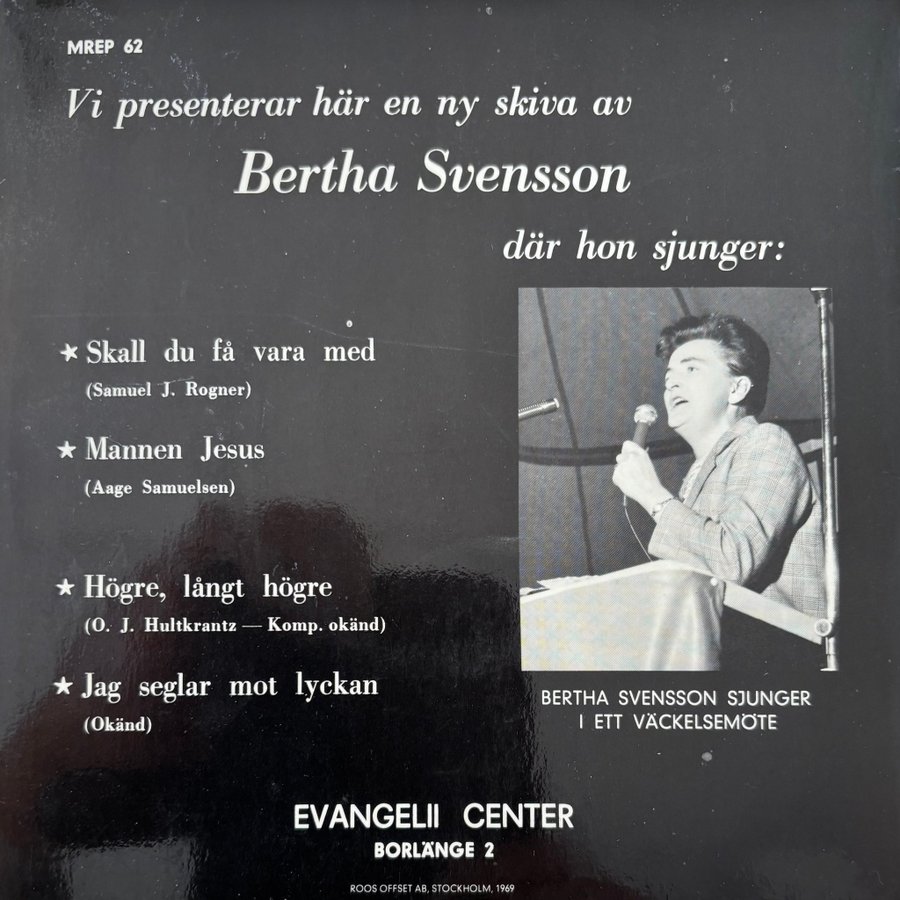 MREP 62
Vi presenterar här en ny skiva av
Bertha Svensson
där hon sjunger:
★ Skall du få vara med
(Samuel J. Rogner)
★ Mannen Jesus
(Aage Samuelsen)
★ Högre, långt högre
(O. J. Hultkrantz — Komp. okänd)
★ Jag seglar mot lyckan
(Okänd)
BERTHA SVENSSON SJUNGER
I ETT VÄCKELSEMÖTE
EVANGELII CENTER
BORLÄNGE 2
ROOS OFFSET AB, STOCKHOLM, 1969